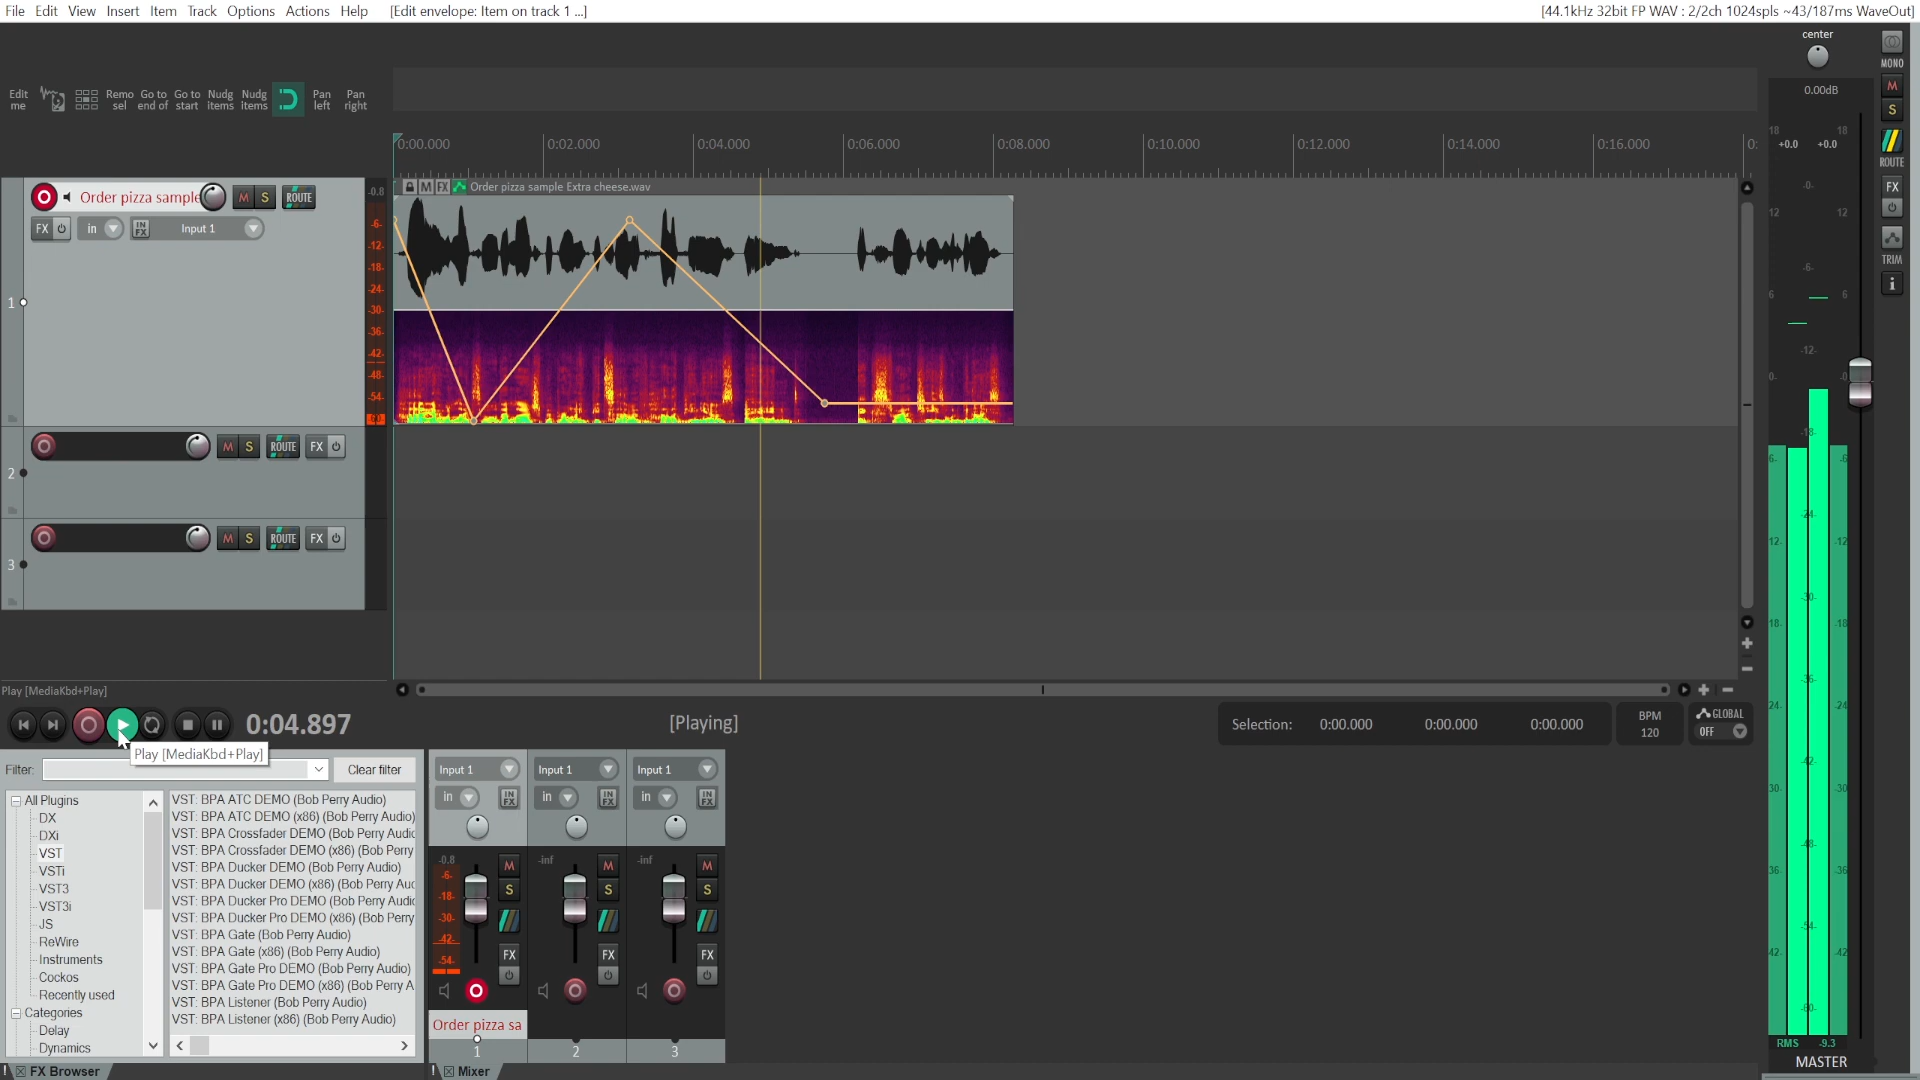 File Edit View Insert Item Track Options Actions Help [Edit envelope: Item on track 1 ...] [44.1kHz 32bit FP WAV : 2/2ch 1024spls ~43/187ms WaveOut]
center
MONO
Edit me Remo sel Go to end of Go to start Nudg items Nudg items Pan left Pan right
0.00dB
M
S
18 18
+0.0 +0.0
ROUTE
FX
TRIM
0:00.000 0:02.000 0:04.000 0:06.000 0:08.000 0:10.000 0:12.000 0:14.000 0:16.000 0:
M FX Order pizza sample Extra cheese.wav
Order pizza sample M S ROUTE
FX in IN FX Input 1
-0.8
-6-
-12-
-18-
-24-
-30-
-36-
-42-
-48-
-54-
1
2 M S ROUTE FX
3 M S ROUTE FX
Play [MediaKbd+Play]
0:04.897 [Playing] Selection: 0:00.000 0:00.000 0:00.000
BPM
120
GLOBAL
OFF
Play [MediaKbd+Play]
Filter: Clear filter
All Plugins
DX
DXi
VST
VSTi
VST3
VST3i
JS
ReWire
Instruments
Cockos
Recently used
Categories
Delay
Dynamics
VST: BPA ATC DEMO (Bob Perry Audio)
VST: BPA ATC DEMO (x86) (Bob Perry Audio)
VST: BPA Crossfader DEMO (Bob Perry Audio
VST: BPA Crossfader DEMO (x86) (Bob Perry
VST: BPA Ducker DEMO (Bob Perry Audio)
VST: BPA Ducker DEMO (x86) (Bob Perry Aud
VST: BPA Ducker Pro DEMO (Bob Perry Audio
VST: BPA Ducker Pro DEMO (x86) (Bob Perry
VST: BPA Gate (Bob Perry Audio)
VST: BPA Gate (x86) (Bob Perry Audio)
VST: BPA Gate Pro DEMO (Bob Perry Audio)
VST: BPA Gate Pro DEMO (x86) (Bob Perry A
VST: BPA Listener (Bob Perry Audio)
VST: BPA Listener (x86) (Bob Perry Audio)
Input 1 Input 1 Input 1
in IN FX in IN FX in IN FX
-0.8 M -inf M -inf M
-6-
S S S
-18-
-30-
-42-
FX FX FX
-54-
Order pizza sa
1 2 3
! FX Browser ! Mixer
RMS -9.3
MASTER